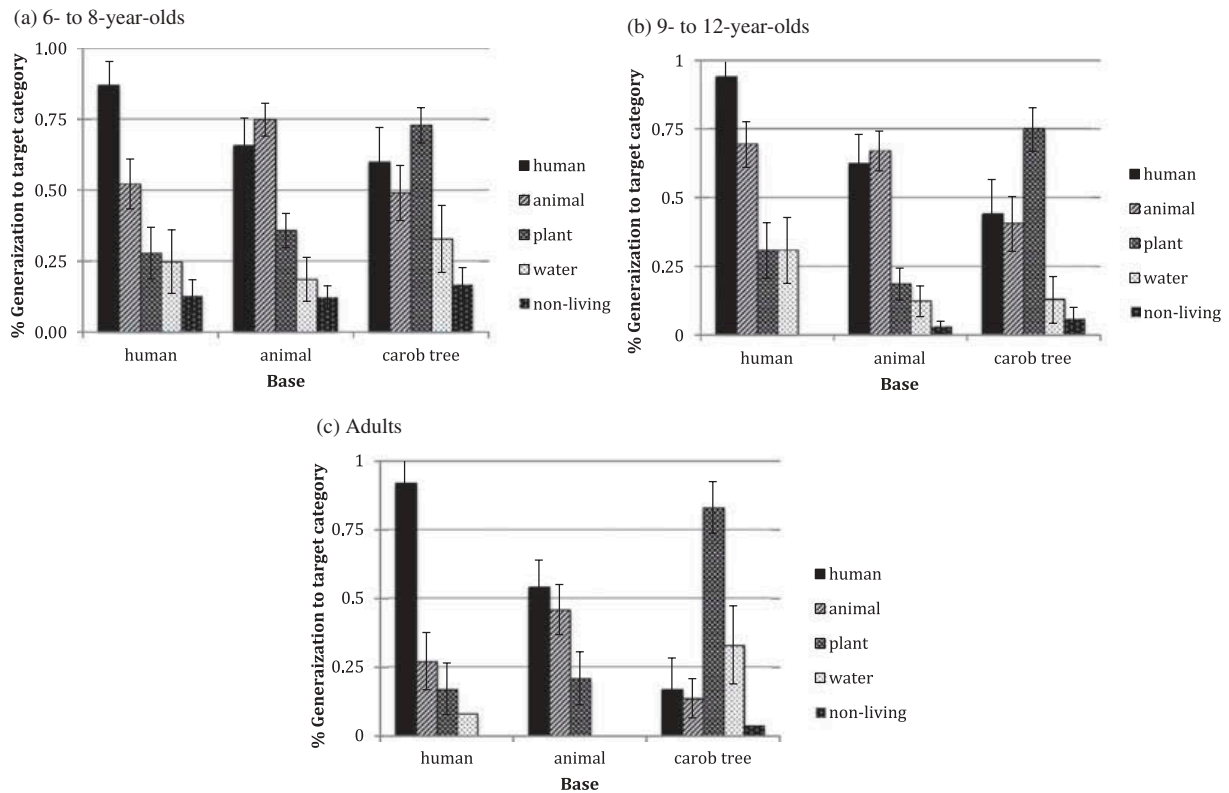 (a) 6- to 8-year-olds
% Generaization to target category
1.00
0.75
0.50
0.25
0.00
human
animal
carob tree
Base
human
animal
plant
water
non-living
(b) 9- to 12-year-olds
% Generaization to target category
1
0.75
0.5
0.25
0
human
animal
carob tree
Base
human
animal
plant
water
non-living
(c) Adults
% Generaization to target category
1
0.75
0.5
0.25
0
human
animal
carob tree
Base
human
animal
plant
water
non-living